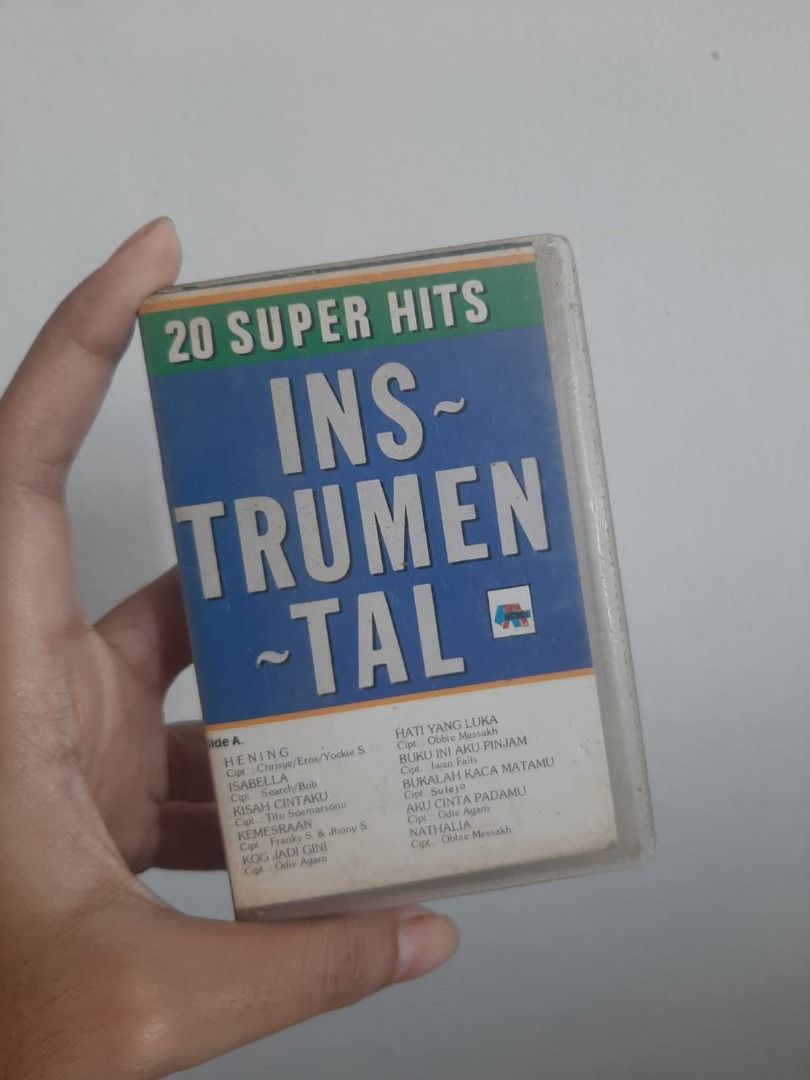 20 SUPER HITS
INS~
TRUMEN
~TAL
Side A.
HENING
Cipt. : Chrisye/Eros/Yockie S.
ISABELLA
Cipt : Search/Bob
KISAH CINTAKU
Cipt. : Tito Soemarsono
KEMESRAAN
Cipt : Franky S. & Jhony S.
KOG JADI GINI
Cipt : Odie Agam
HATI YANG LUKA
Cipt. : Obbie Messakh
BUKU INI AKU PINJAM
Cipt. : Iwan Falls
BUKALAH KACA MATAMU
Cipt. Sutejo
AKU CINTA PADAMU
Cipt : Odie Agam
NATHALIA
Cipt. : Obbie Messakh